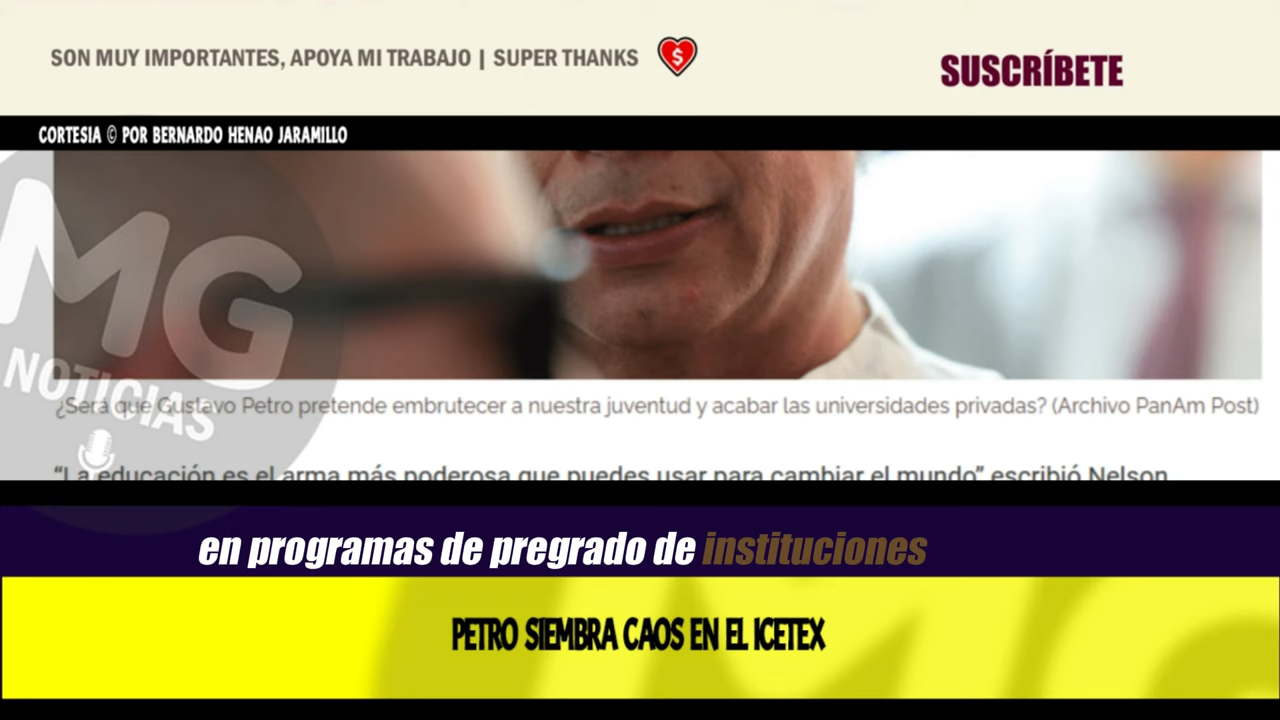 SON MUY IMPORTANTES, APOYA MI TRABAJO | SUPER THANKS $
SUSCRÍBETE
CORTESIA © POR BERNARDO HENAO JARAMILLO
MG
NOTICIAS
¿Será que Gustavo Petro pretende embrutecer a nuestra juventud y acabar las universidades privadas? (Archivo PanAm Post)
“La educación es el arma más poderosa que puedes usar para cambiar el mundo” escribió Nelson
en programas de pregrado de instituciones
PETRO SIEMBRA CAOS EN EL ICETEX